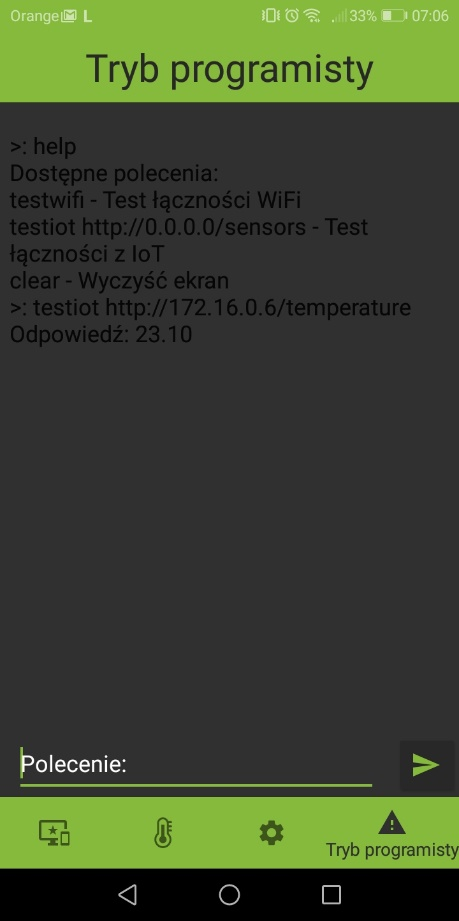 Orange L 33% 07:06
Tryb programisty
>: help
Dostępne polecenia:
testwifi - Test łączności WiFi
testiot http://0.0.0.0/sensors - Test
łączności z IoT
clear - Wyczyść ekran
>: testiot http://172.16.0.6/temperature
Odpowiedź: 23.10
Polecenie:
Tryb programisty